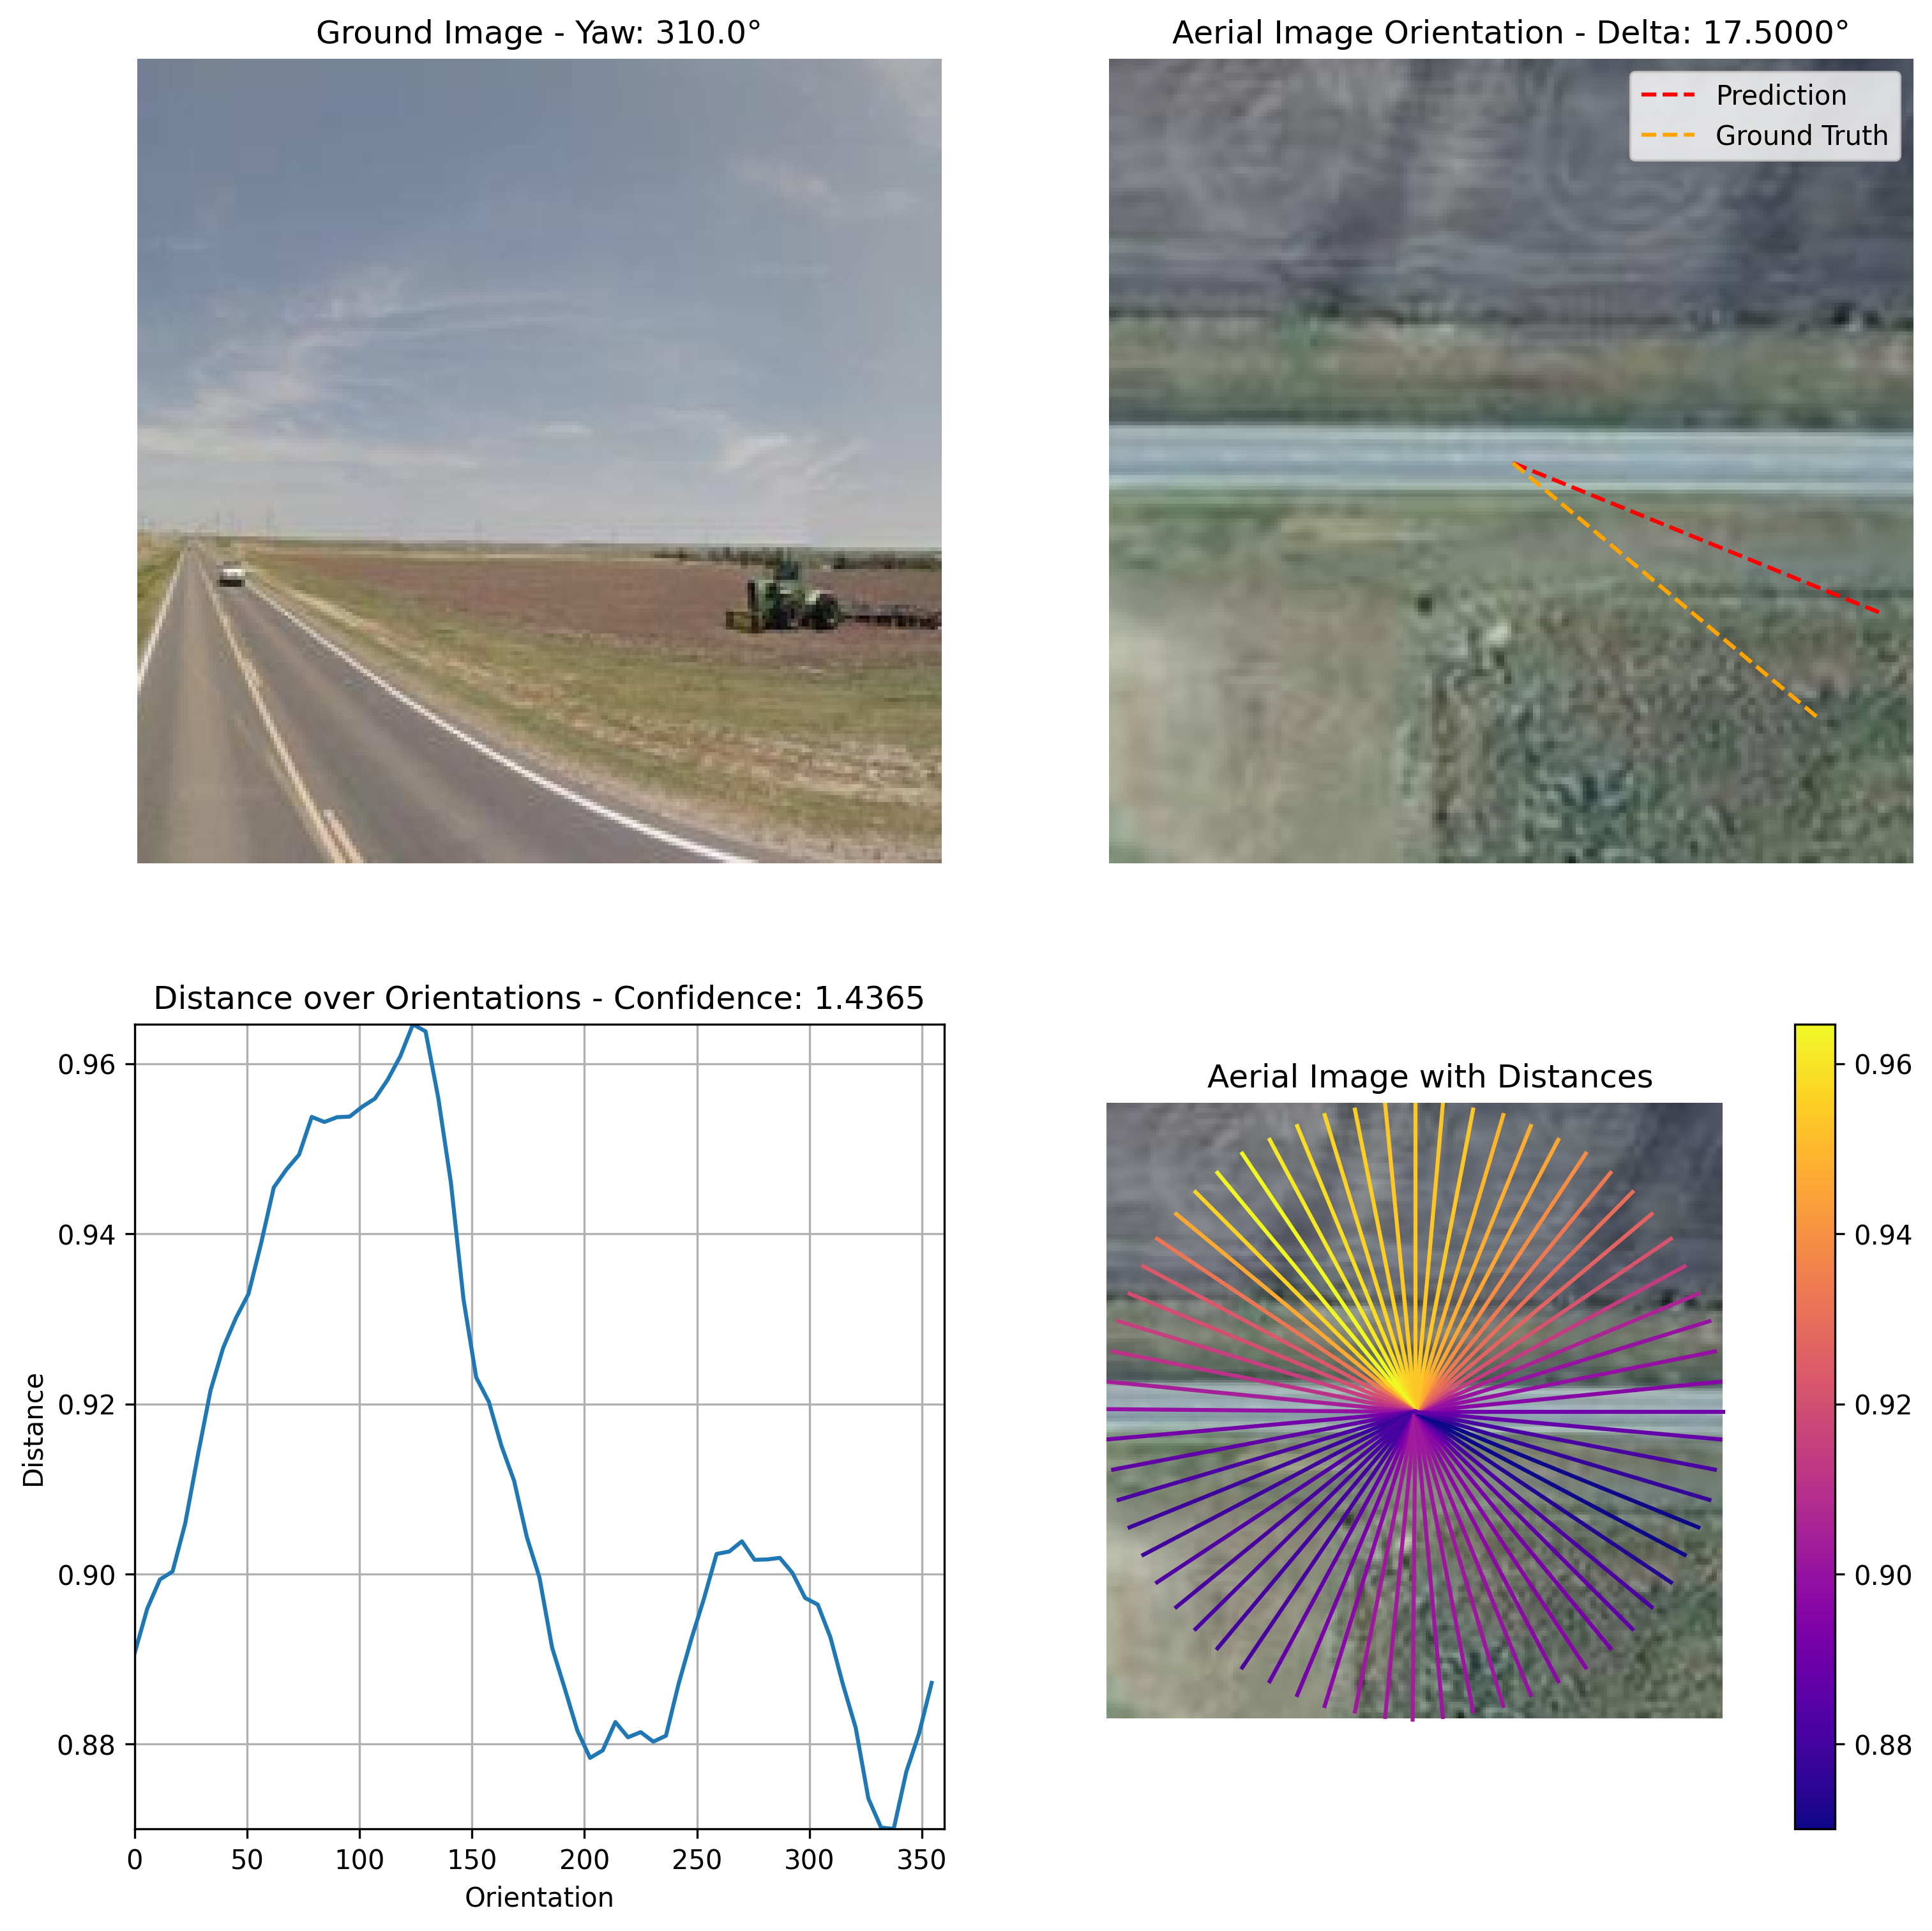 Ground Image - Yaw: 310.0°
Aerial Image Orientation - Delta: 17.5000°
Prediction
Ground Truth
Distance over Orientations - Confidence: 1.4365
0.96
0.94
0.92
0.90
0.88
Distance
0
50
100
150
200
250
300
350
Orientation
Aerial Image with Distances
0.96
0.94
0.92
0.90
0.88